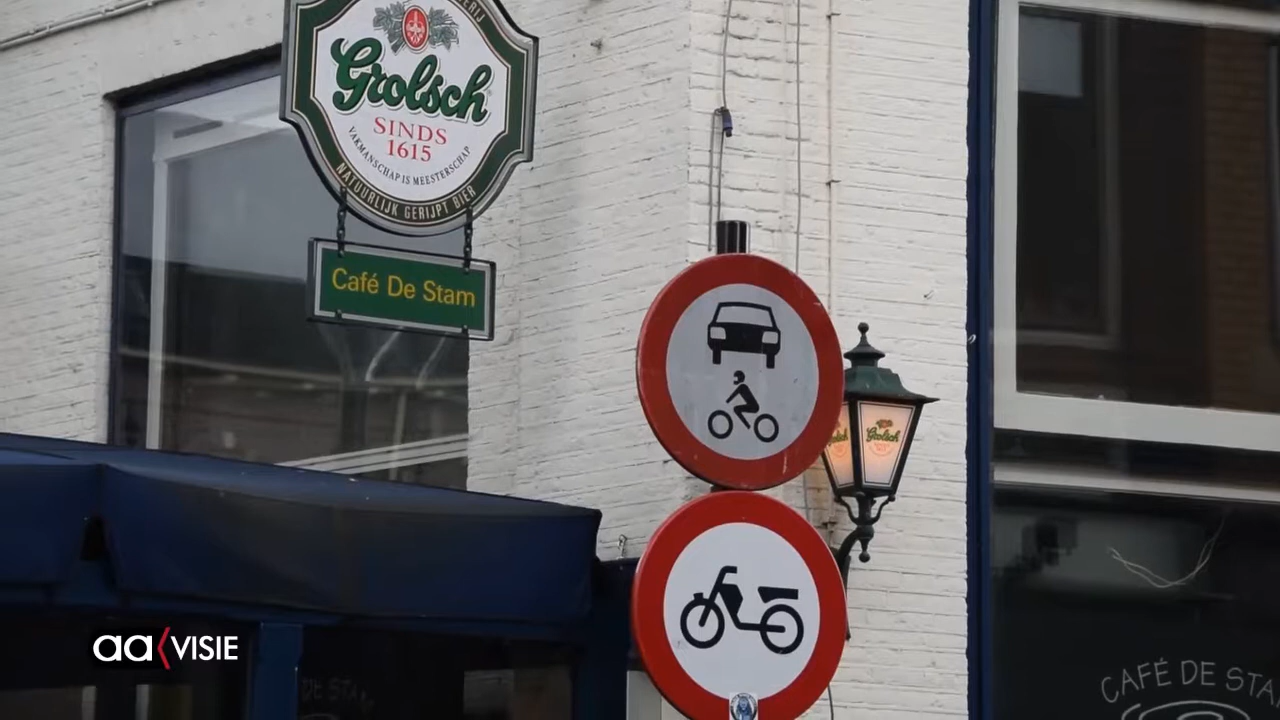 Grolsch
SINDS
1615
VAKMANSCHAP IS MEESTERSCHAP
NATUURLIJK GERIJPT BIER
Café De Stam
Grolsch
aa VISIE
CAFÉ DE STA